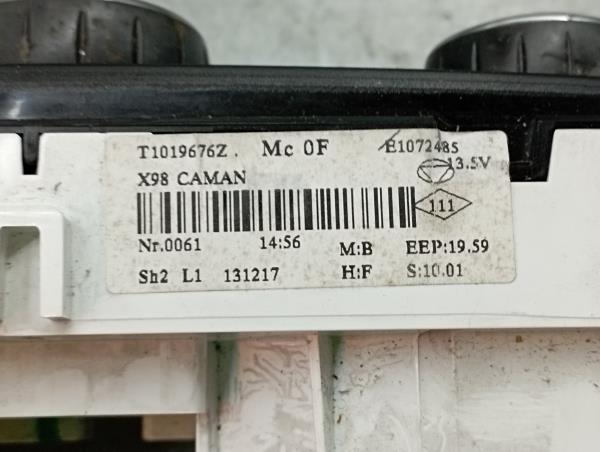 T1019676Z. Mc 0F E1072485
X98 CAMAN 13.5V
111
Nr.0061 14:56 M:B EEP:19.59
Sh2 L1 131217 H:F S:10.01